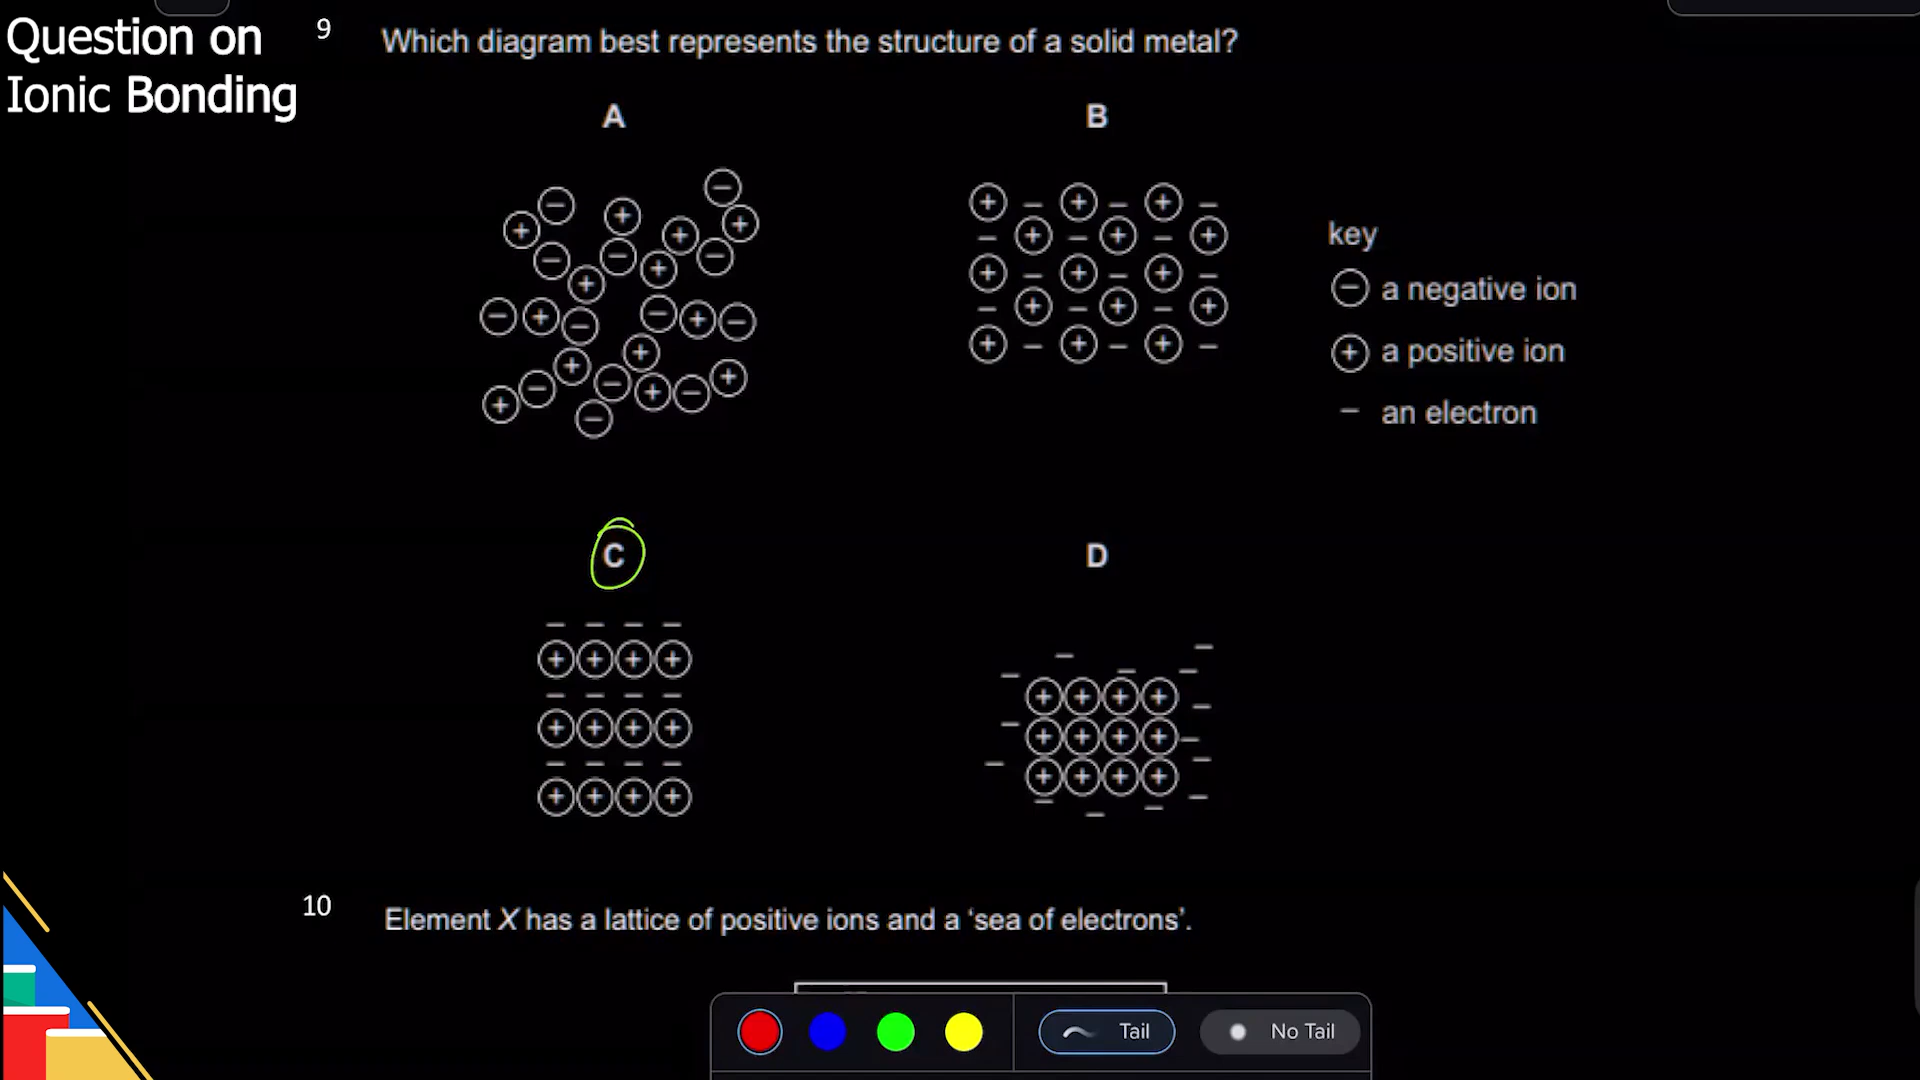 Question on
Ionic Bonding
9 Which diagram best represents the structure of a solid metal?
A B
key
⊖ a negative ion
⊕ a positive ion
– an electron
C D
10 Element X has a lattice of positive ions and a ‘sea of electrons’.
Tail No Tail